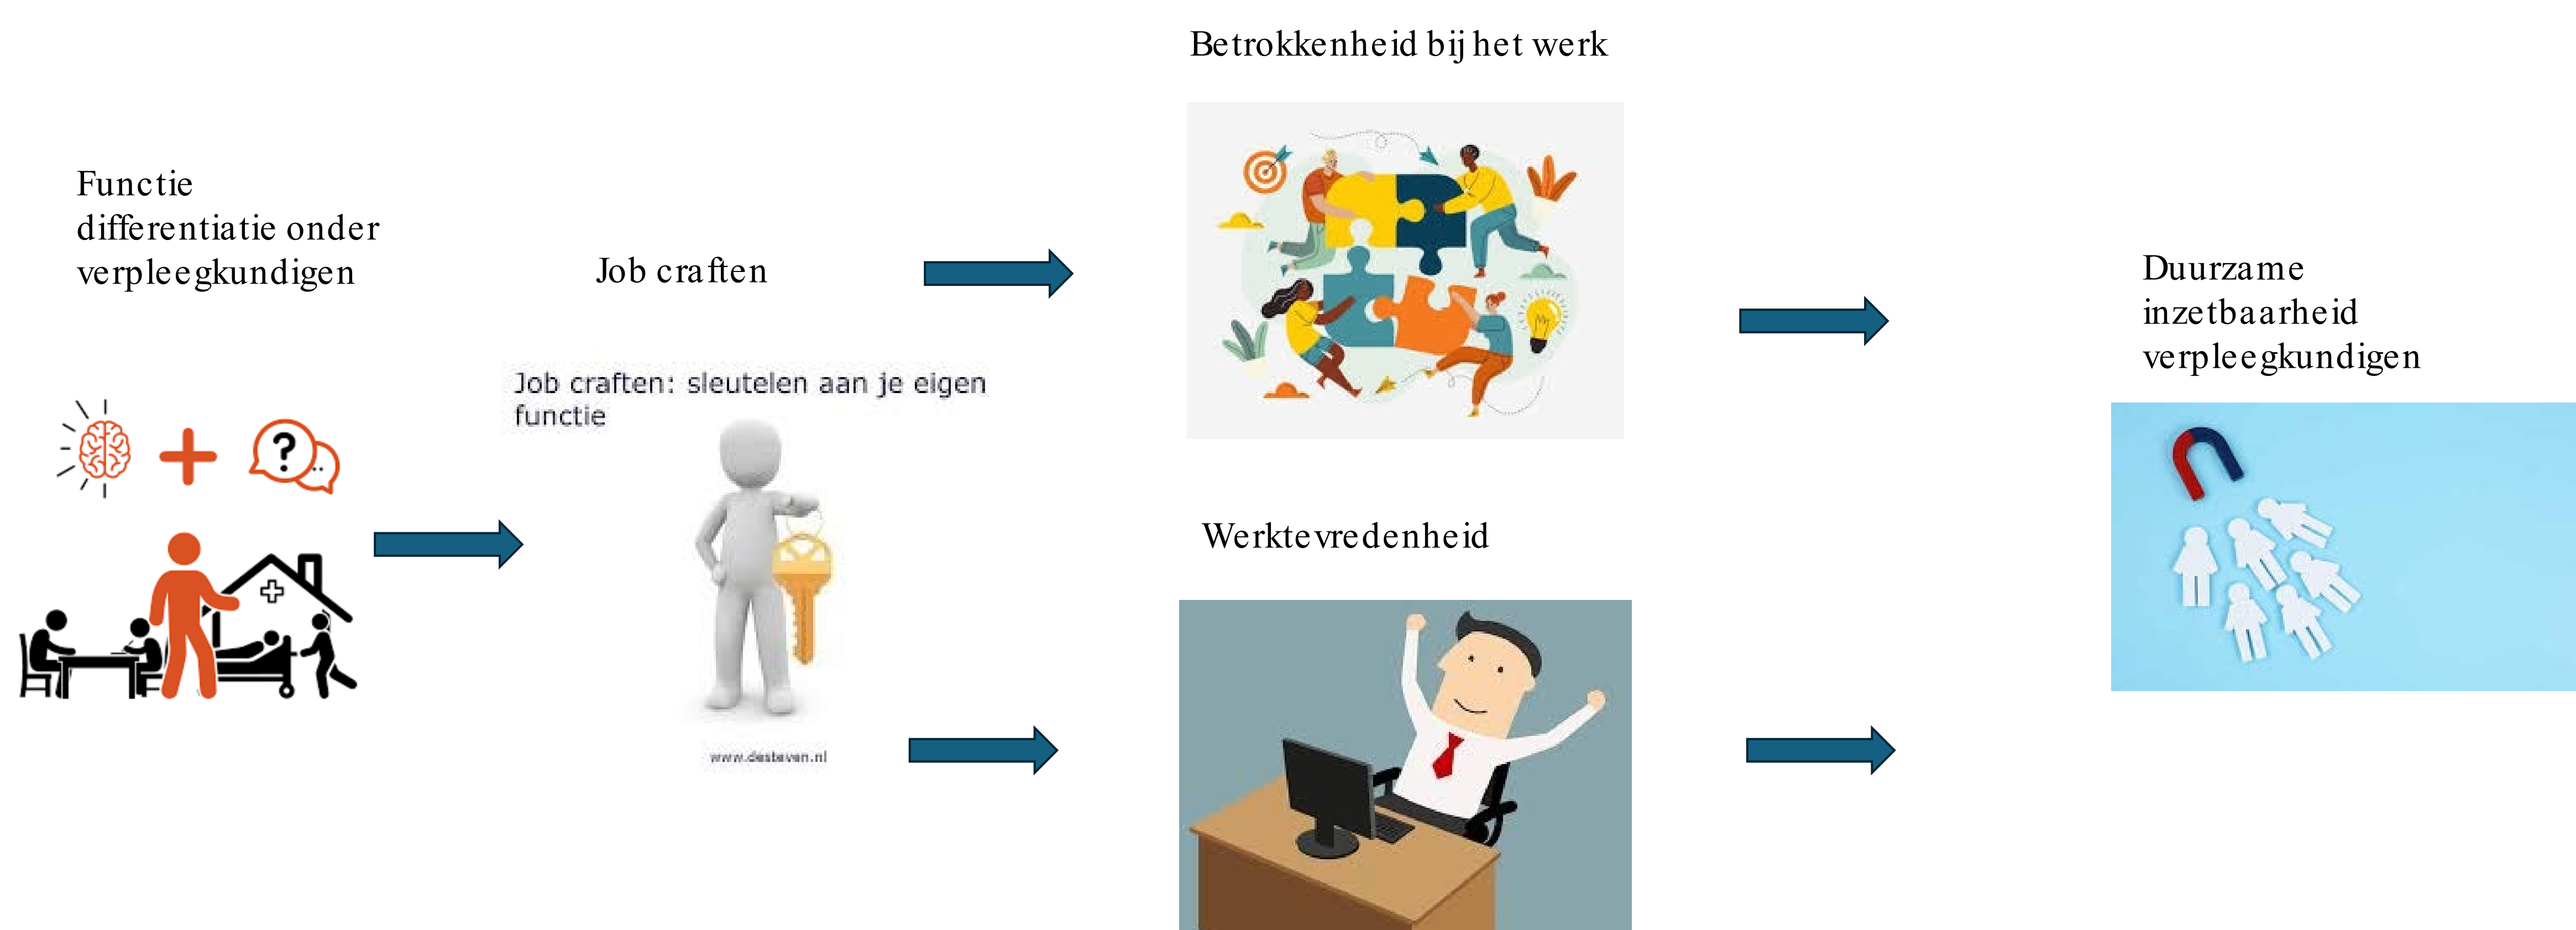 Betrokkenheid bij het werk
Functie
differentiatie onder
verpleegkundigen
Job craften
Duurzame
inzetbaarheid
verpleegkundigen
Job craften: sleutelen aan je eigen
functie
?
..
Werktevredenheid
www.desteven.nl